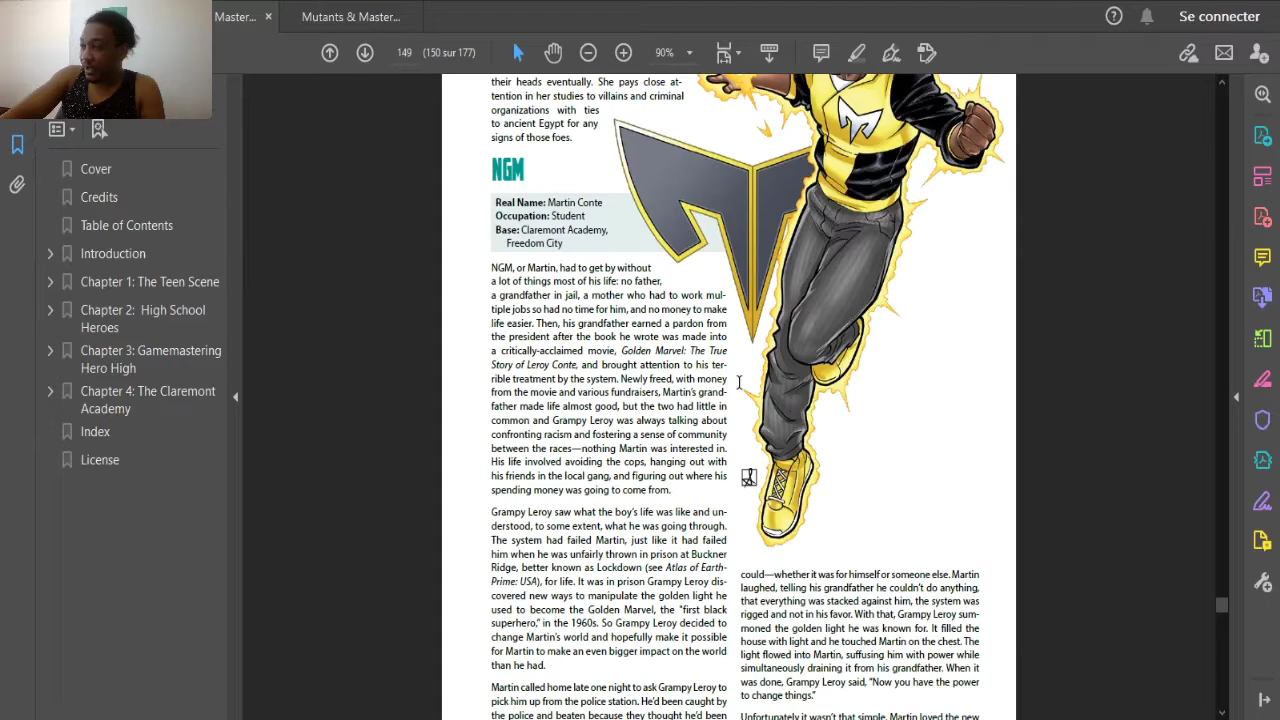 Master...
Mutants & Master...
Se connecter
149
(150 sur 177)
90%
Cover
Credits
Table of Contents
Introduction
Chapter 1: The Teen Scene
Chapter 2: High School
Heroes
Chapter 3: Gamemastering
Hero High
Chapter 4: The Claremont
Academy
Index
License
their heads eventually. She pays close at-
tention in her studies to villains and criminal
organizations with ties
to ancient Egypt for any
signs of those foes.
NGM
Real Name: Martin Conte
Occupation: Student
Base: Claremont Academy,
Freedom City
NGM, or Martin, had to get by without
a lot of things most of his life: no father,
a grandfather in jail, a mother who had to work mul-
tiple jobs so had no time for him, and no money to make
life easier. Then, his grandfather earned a pardon from
the president after the book he wrote was made into
a critically-acclaimed movie, Golden Marvel: The True
Story of Leroy Conte, and brought attention to his ter-
rible treatment by the system. Newly freed, with money
from the movie and various fundraisers, Martin's grand-
father made life almost good, but the two had little in
common and Grampy Leroy was always talking about
confronting racism and fostering a sense of community
between the races—nothing Martin was interested in.
His life involved avoiding the cops, hanging out with
his friends in the local gang, and figuring out where his
spending money was going to come from.
Grampy Leroy saw what the boy's life was like and un-
derstood, to some extent, what he was going through.
The system had failed Martin, just like it had failed
him when he was unfairly thrown in prison at Buckner
Ridge, better known as Lockdown (see Atlas of Earth-
Prime: USA), for life. It was in prison Grampy Leroy dis-
covered new ways to manipulate the golden light he
used to become the Golden Marvel, the "first black
superhero," in the 1960s. So Grampy Leroy decided to
change Martin's world and hopefully make it possible
for Martin to make an even bigger impact on the world
than he had.
Martin called home late one night to ask Grampy Leroy to
pick him up from the police station. He'd been caught by
the police and beaten because they thought he'd been
could—whether it was for himself or someone else. Martin
laughed, telling his grandfather he couldn't do anything,
that everything was stacked against him, the system was
rigged and not in his favor. With that, Grampy Leroy sum-
moned the golden light he was known for. It filled the
house with light and he touched Martin on the chest. The
light flowed into Martin, suffusing him with power while
simultaneously draining it from his grandfather. When it
was done, Grampy Leroy said, "Now you have the power
to change things."
Unfortunately it wasn't that simple. Martin loved the new